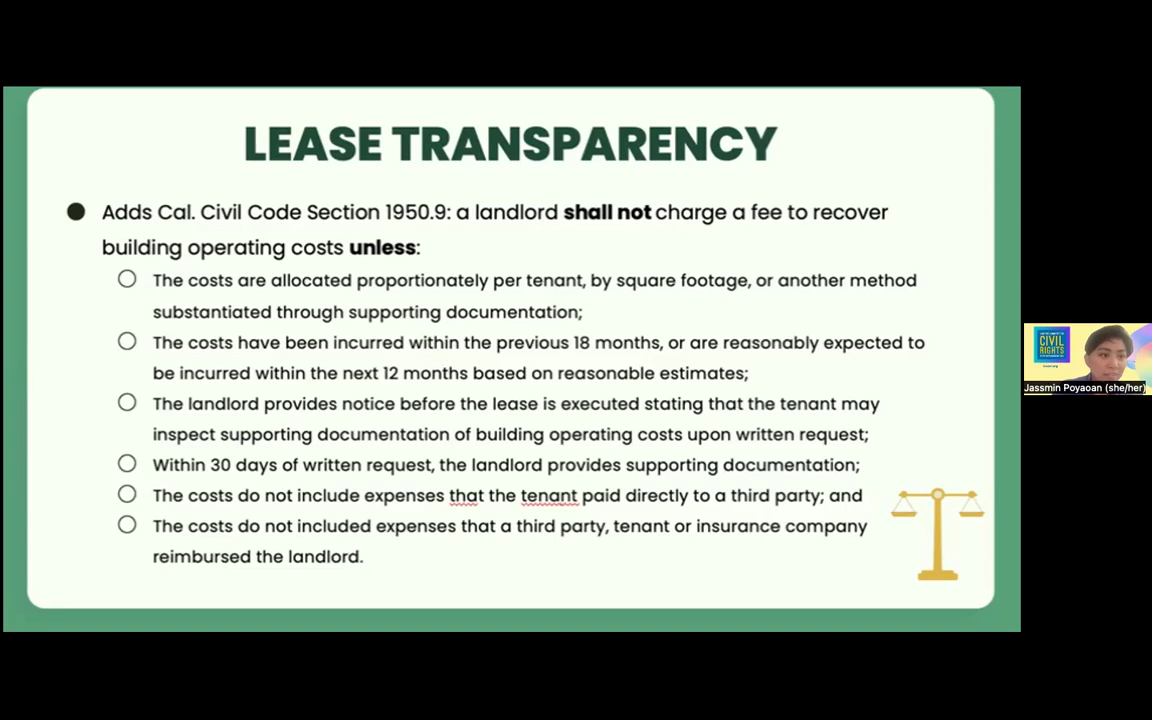 LEASE TRANSPARENCY
Adds Cal. Civil Code Section 1950.9: a landlord shall not charge a fee to recover
building operating costs unless:
The costs are allocated proportionately per tenant, by square footage, or another method
substantiated through supporting documentation;
The costs have been incurred within the previous 18 months, or are reasonably expected to
be incurred within the next 12 months based on reasonable estimates;
The landlord provides notice before the lease is executed stating that the tenant may
inspect supporting documentation of building operating costs upon written request;
Within 30 days of written request, the landlord provides supporting documentation;
The costs do not include expenses that the tenant paid directly to a third party; and
The costs do not included expenses that a third party, tenant or insurance company
reimbursed the landlord.
CIVIL
RIGHTS
Jassmin Poyaoan (she/her)